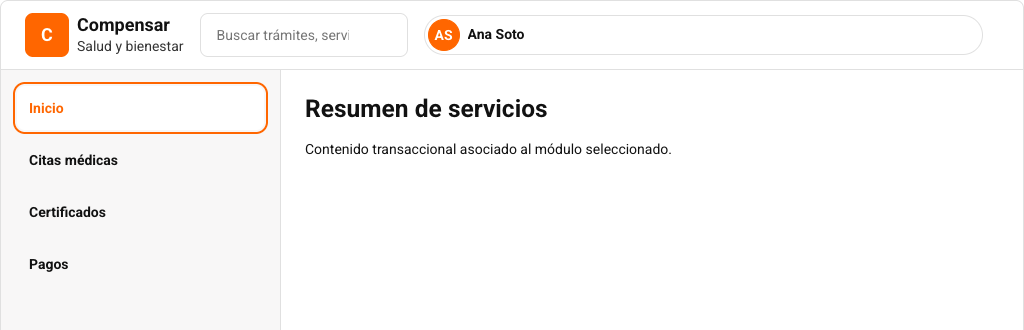 C
Compensar
Salud y bienestar
Buscar trámites, servi
AS
Ana Soto
Inicio
Citas médicas
Certificados
Pagos
Resumen de servicios
Contenido transaccional asociado al módulo seleccionado.